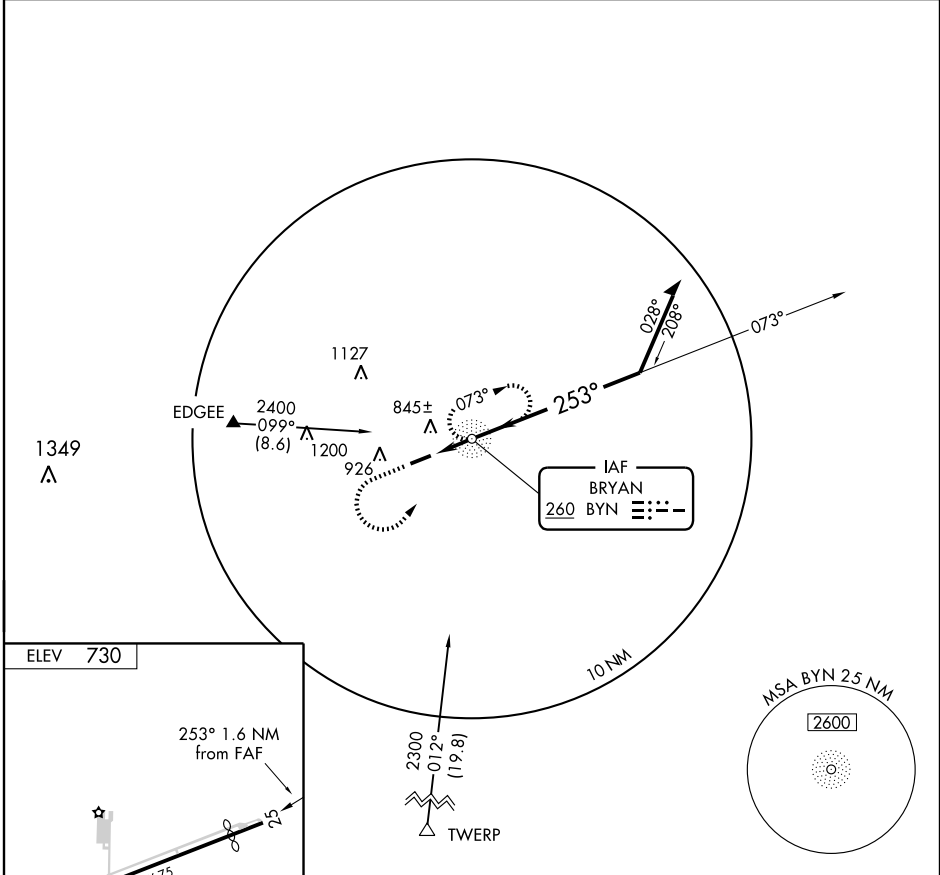 028°
208°
073°
1127
EDGEE
2400
099°
(8.6)
1200
845±
073°
253°
1349
926
IAF
BRYAN
260 BYN
10 NM
ELEV 730
MSA BYN 25 NM
2600
253° 1.6 NM
from FAF
25
2300
012°
(19.8)
TWERP